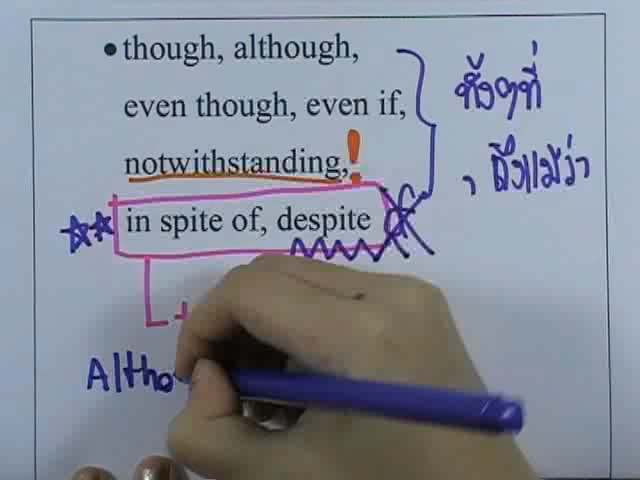 • though, although,
even though, even if,
notwithstanding,!
in spite of, despite
ทั้งๆที่
, ถึงแม้ว่า
Altho